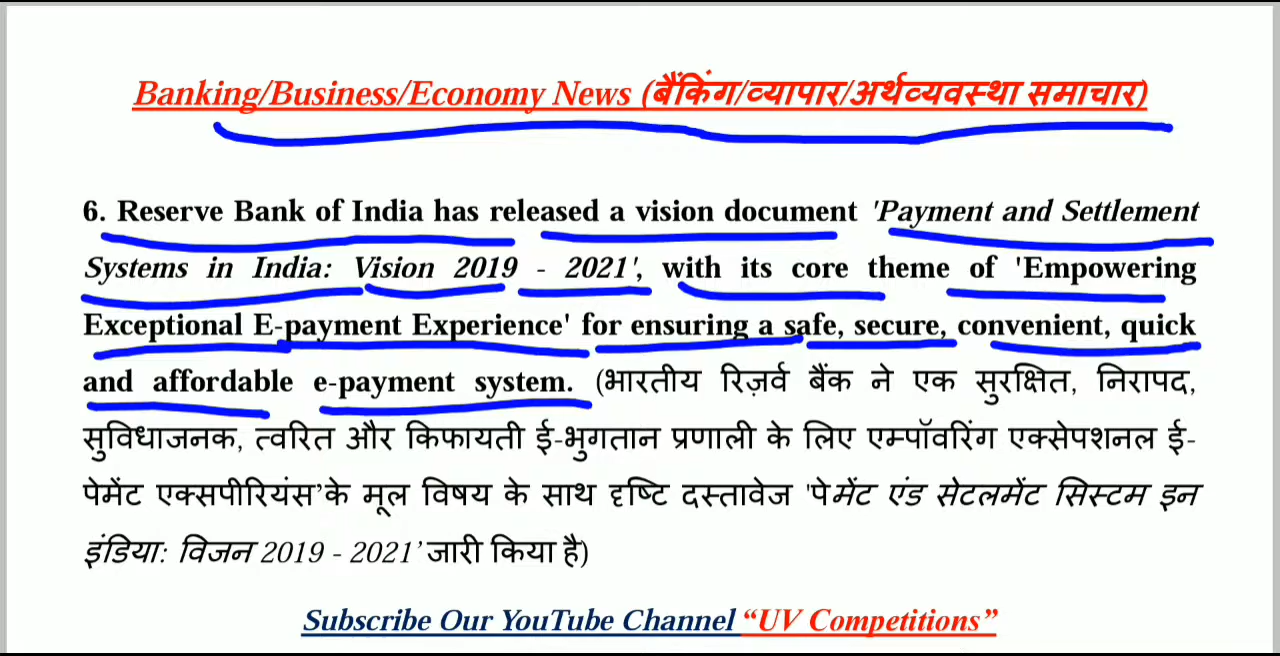 Banking/Business/Economy News (बैंकिंग/व्यापार/अर्थव्यवस्था समाचार)
6. Reserve Bank of India has released a vision document 'Payment and Settlement
Systems in India: Vision 2019 - 2021', with its core theme of 'Empowering
Exceptional E-payment Experience' for ensuring a safe, secure, convenient, quick
and affordable e-payment system. (भारतीय रिज़र्व बैंक ने एक सुरक्षित, निरापद,
सुविधाजनक, त्वरित और किफायती ई-भुगतान प्रणाली के लिए एम्पॉवरिंग एक्सेपशनल ई-
पेमेंट एक्सपीरियंस’के मूल विषय के साथ दृष्टि दस्तावेज 'पेमेंट एंड सेटलमेंट सिस्टम इन
इंडिया: विजन 2019 - 2021’ जारी किया है)
Subscribe Our YouTube Channel “UV Competitions”